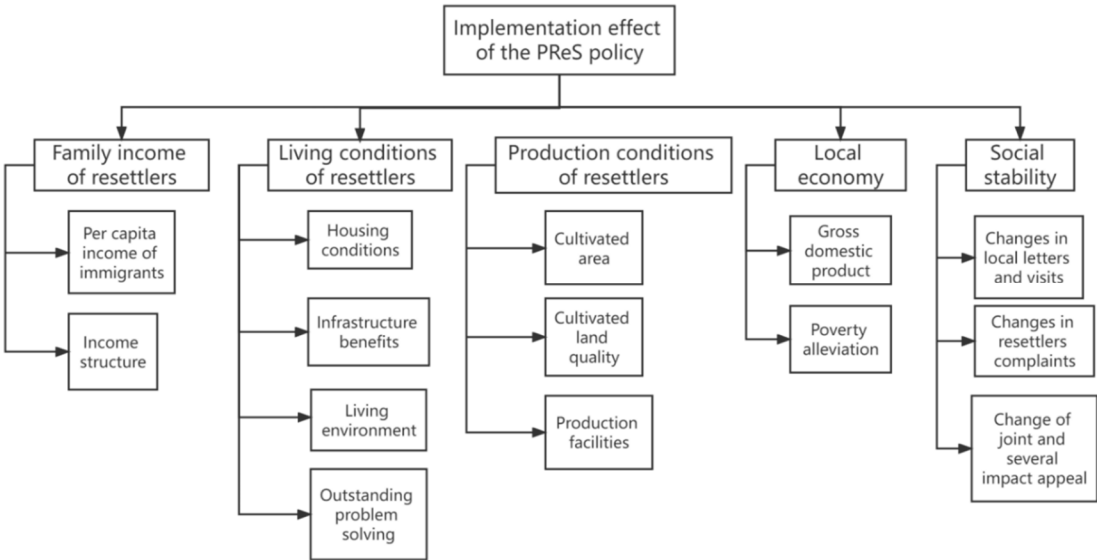 Implementation effect
of the PReS policy
Family income
of resettlers
Living conditions
of resettlers
Production conditions
of resettlers
Local
economy
Social
stability
Per capita
income of
immigrants
Income
structure
Housing
conditions
Infrastructure
benefits
Living
environment
Outstanding
problem
solving
Cultivated
area
Cultivated
land
quality
Production
facilities
Gross
domestic
product
Poverty
alleviation
Changes in
local letters
and visits
Changes in
resettlers
complaints
Change of
joint and
several
impact appeal